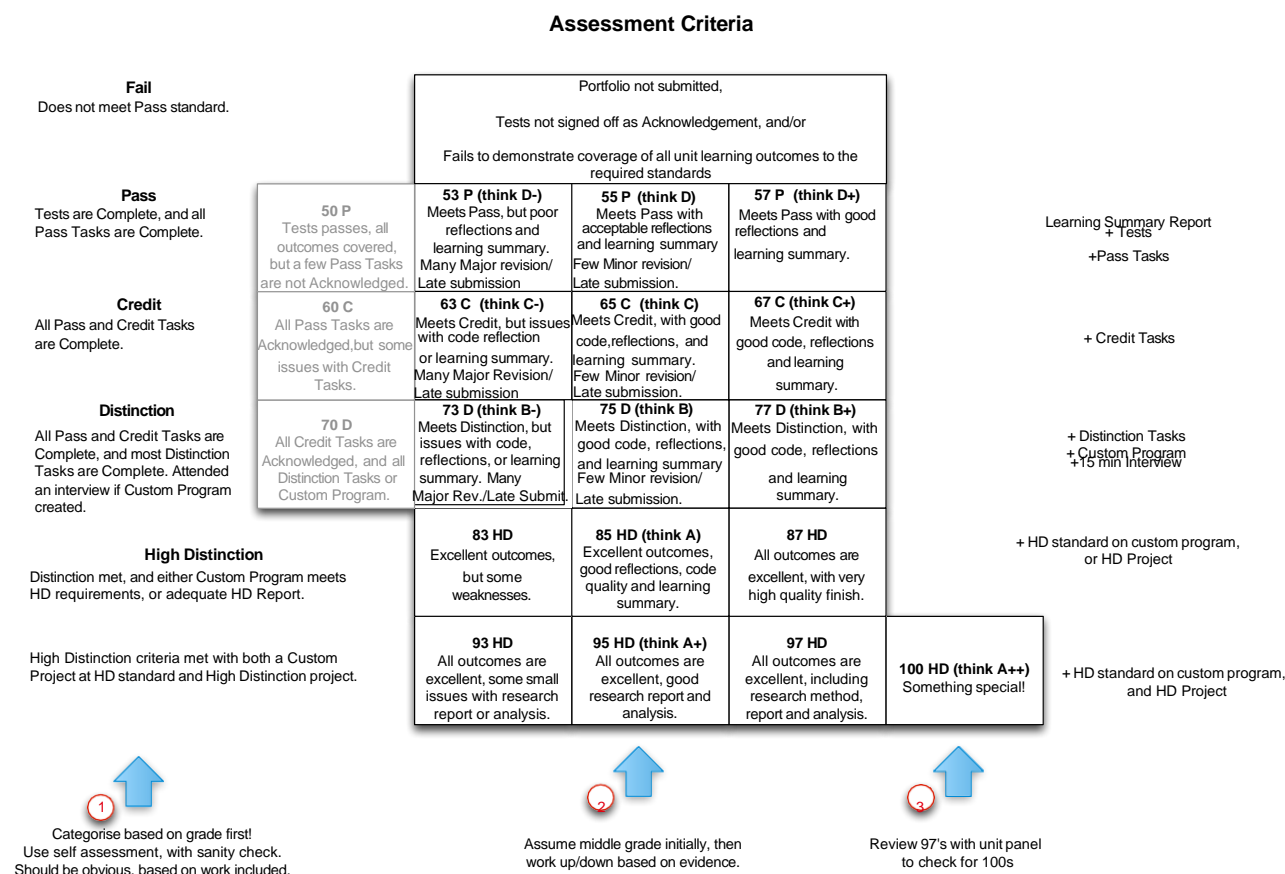 Assessment Criteria
Fail
Does not meet Pass standard.
Portfolio not submitted,
Tests not signed off as Acknowledgement, and/or
Fails to demonstrate coverage of all unit learning outcomes to the
required standards
Pass
Tests are Complete, and all
Pass Tasks are Complete.
50 P
Tests passes, all
outcomes covered,
but a few Pass Tasks
are not Acknowledged.
53 P (think D-)
Meets Pass, but poor
reflections and
learning summary.
Many Major revision/
Late submission
55 P (think D)
Meets Pass with
acceptable reflections
and learning summary
Few Minor revision/
Late submission.
57 P (think D+)
Meets Pass with good
reflections and
learning summary.
Learning Summary Report
+ Tests
+Pass Tasks
Credit
All Pass and Credit Tasks
are Complete.
60 C
All Pass Tasks are
Acknowledged,but some
issues with Credit
Tasks.
63 C (think C-)
Meets Credit, but issues
with code reflection
or learning summary.
Many Major Revision/
Late submission
65 C (think C)
Meets Credit, with good
code,reflections, and
learning summary.
Few Minor revision/
Late submission.
67 C (think C+)
Meets Credit with
good code, reflections
and learning
summary.
+ Credit Tasks
Distinction
All Pass and Credit Tasks are
Complete, and most Distinction
Tasks are Complete. Attended
an interview if Custom Program
created.
70 D
All Credit Tasks are
Acknowledged, and all
Distinction Tasks or
Custom Program.
73 D (think B-)
Meets Distinction, but
issues with code,
reflections, or learning
summary. Many
Major Rev./Late Submit.
75 D (think B)
Meets Distinction, with
good code, reflections,
and learning summary
Few Minor revision/
Late submission.
77 D (think B+)
Meets Distinction, with
good code, reflections
and learning
summary.
+ Distinction Tasks
+ Custom Program
+15 min Interview
High Distinction
Distinction met, and either Custom Program meets
HD requirements, or adequate HD Report.
83 HD
Excellent outcomes,
but some
weaknesses.
85 HD (think A)
Excellent outcomes,
good reflections, code
quality and learning
summary.
87 HD
All outcomes are
excellent, with very
high quality finish.
+ HD standard on custom program,
or HD Project
High Distinction criteria met with both a Custom
Project at HD standard and High Distinction project.
93 HD
All outcomes are
excellent, some small
issues with research
report or analysis.
95 HD (think A+)
All outcomes are
excellent, good
research report and
analysis.
97 HD
All outcomes are
excellent, including
research method,
report and analysis.
100 HD (think A++)
Something special!
+ HD standard on custom program,
and HD Project
1
Categorise based on grade first!
Use self assessment, with sanity check.
Should be obvious, based on work included.
2
Assume middle grade initially, then
work up/down based on evidence.
3
Review 97's with unit panel
to check for 100s